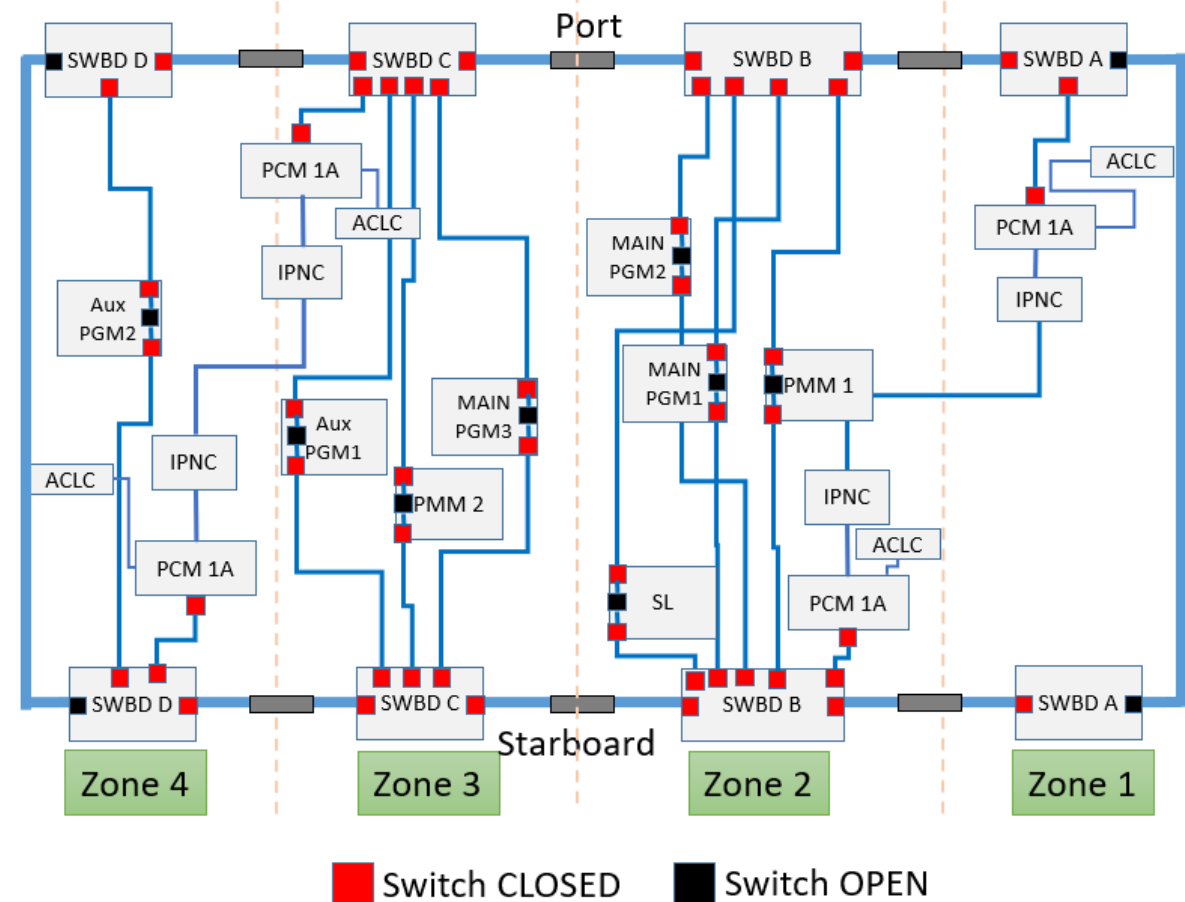 Port
SWBD D
SWBD C
SWBD B
SWBD A
PCM 1A
ACLC
ACLC
PCM 1A
IPNC
IPNC
MAIN
PGM2
Aux
PGM2
MAIN
PGM1
PMM 1
MAIN
PGM3
Aux
PGM1
IPNC
ACLC
PMM 2
IPNC
ACLC
PCM 1A
SL
PCM 1A
SWBD D
SWBD C
SWBD B
SWBD A
Starboard
Zone 4
Zone 3
Zone 2
Zone 1
Switch CLOSED
Switch OPEN